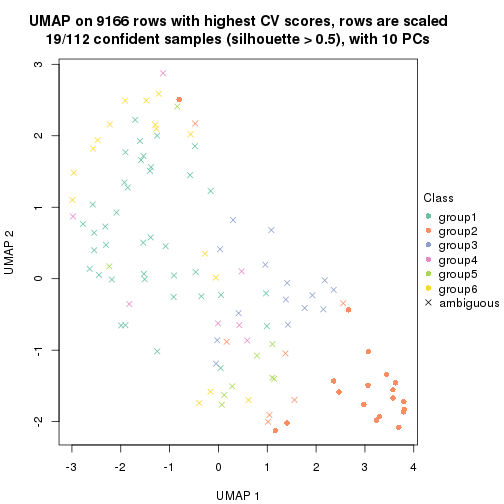 UMAP on 9166 rows with highest CV scores, rows are scaled
19/112 confident samples (silhouette > 0.5), with 10 PCs
3
2
1
0
-1
-2
UMAP 2
-3
-2
-1
0
1
2
3
4
UMAP 1
Class
group1
group2
group3
group4
group5
group6
ambiguous